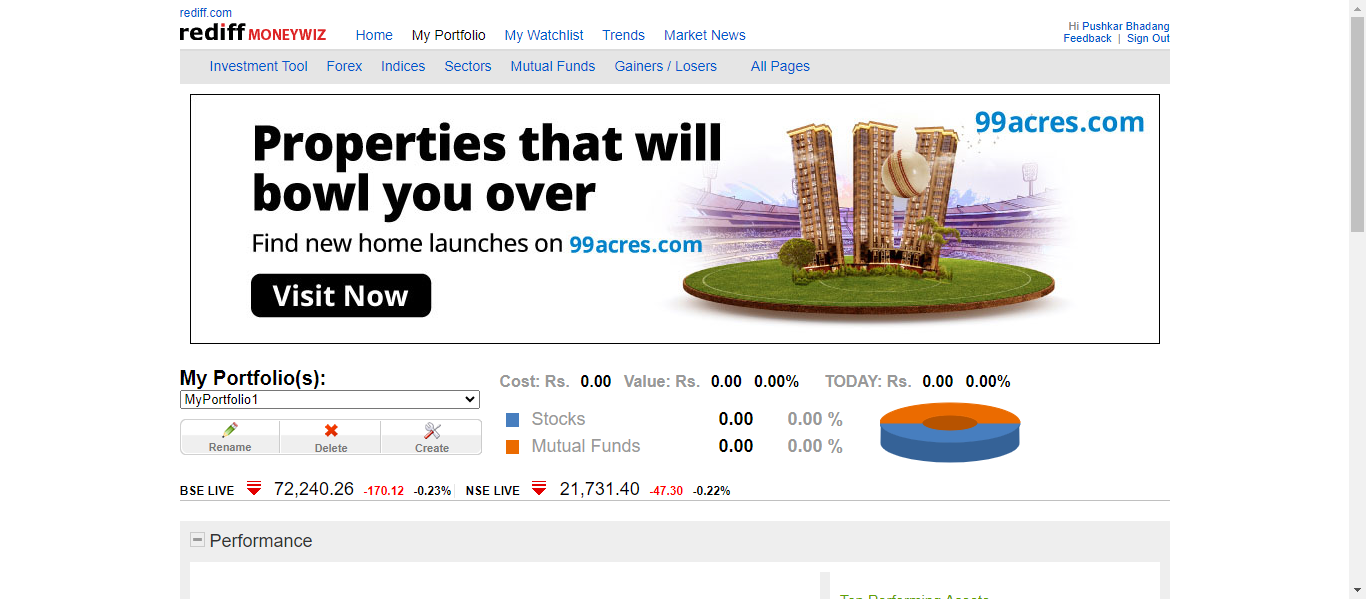 rediff.com
rediff MONEYWIZ Home My Portfolio My Watchlist Trends Market News
Hi Pushkar Bhadang
Feedback | Sign Out
Investment Tool Forex Indices Sectors Mutual Funds Gainers / Losers All Pages
99acres.com
Properties that will
bowl you over
Find new home launches on 99acres.com
Visit Now
My Portfolio(s):
MyPortfolio1
Rename Delete Create
Cost: Rs. 0.00 Value: Rs. 0.00 0.00% TODAY: Rs. 0.00 0.00%
Stocks 0.00 0.00 %
Mutual Funds 0.00 0.00 %
BSE LIVE 72,240.26 -170.12 -0.23% NSE LIVE 21,731.40 -47.30 -0.22%
Performance
Top Performing Assets